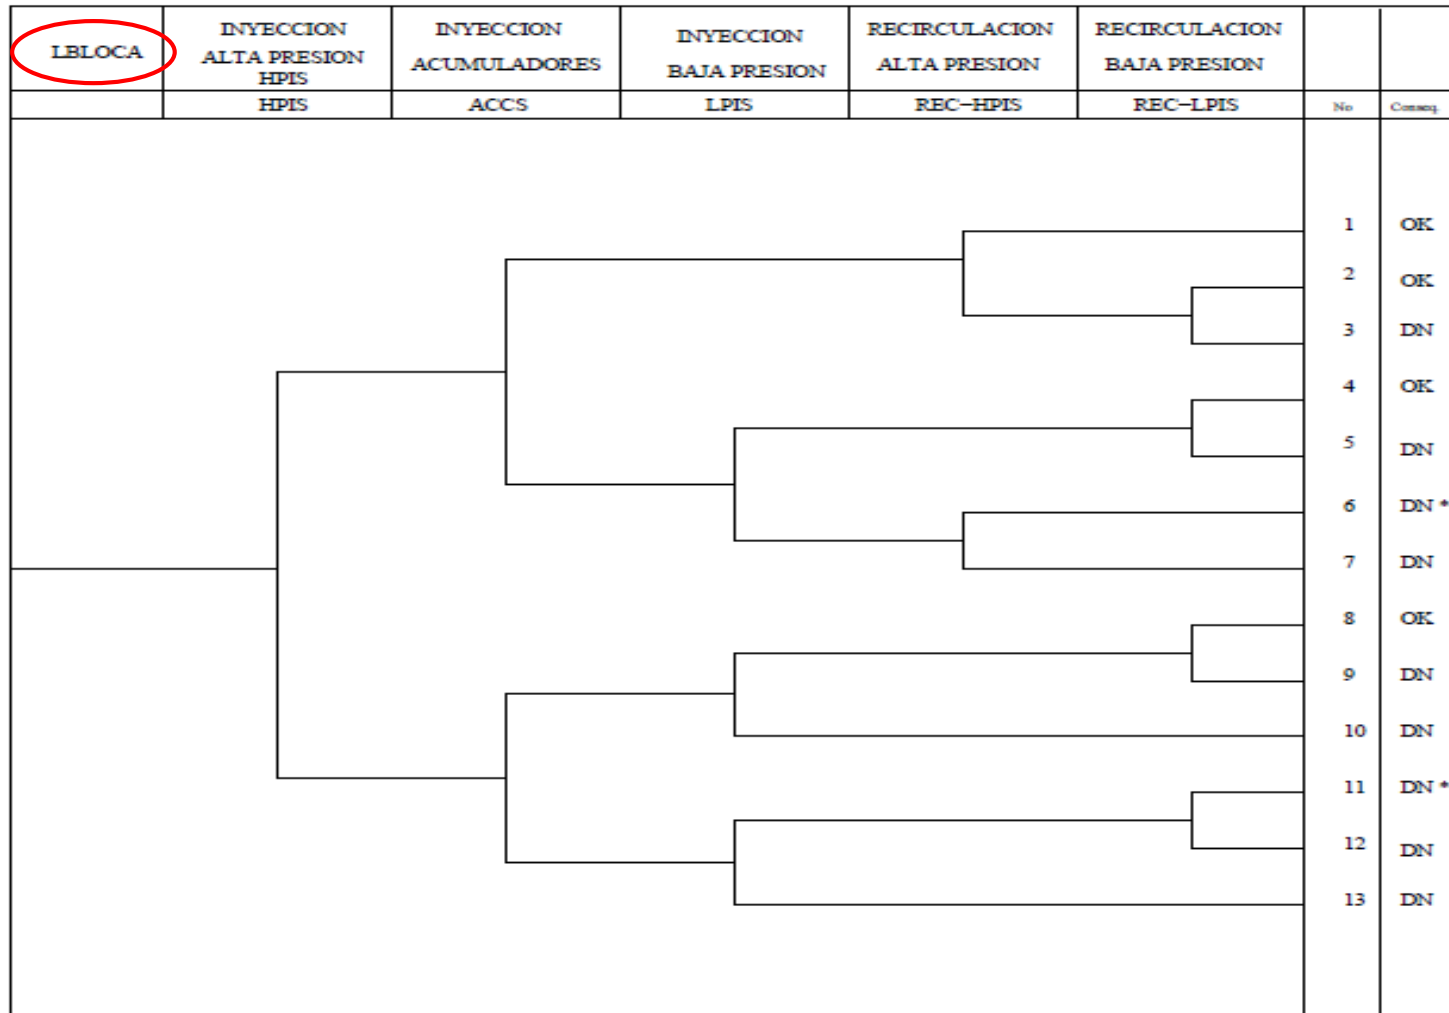 LBLOCA
INYECCION
ALTA PRESION
HPIS
INYECCION
ACUMULADORES
INYECCION
BAJA PRESION
RECIRCULACION
ALTA PRESION
RECIRCULACION
BAJA PRESION
HPIS
ACCS
LPIS
REC-HPIS
REC-LPIS
No
Conseq.
1 OK
2 OK
3 DN
4 OK
5 DN
6 DN *
7 DN
8 OK
9 DN
10 DN
11 DN *
12 DN
13 DN